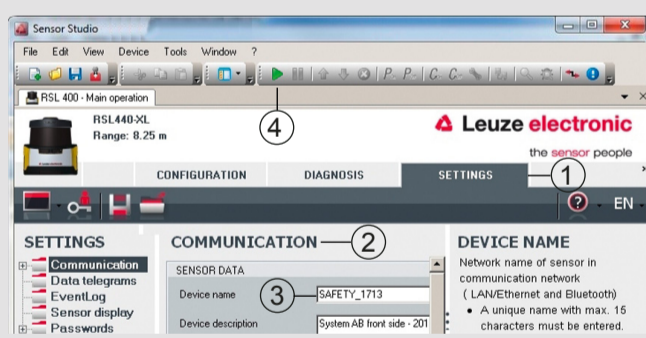 Sensor Studio
File Edit View Device Tools Window ?
RSL 400 - Main operation
RSL440-XL
Range: 8.25 m
4
Leuze electronic
the sensor people
CONFIGURATION DIAGNOSIS SETTINGS
1
? EN
SETTINGS
Communication
Data telegrams
EventLog
Sensor display
Passwords
COMMUNICATION
2
SENSOR DATA
Device name 3 SAFETY_1713
Device description System AB front side - 201
DEVICE NAME
Network name of sensor in
communication network
( LAN/Ethernet and Bluetooth)
• A unique name with max. 15
characters must be entered.